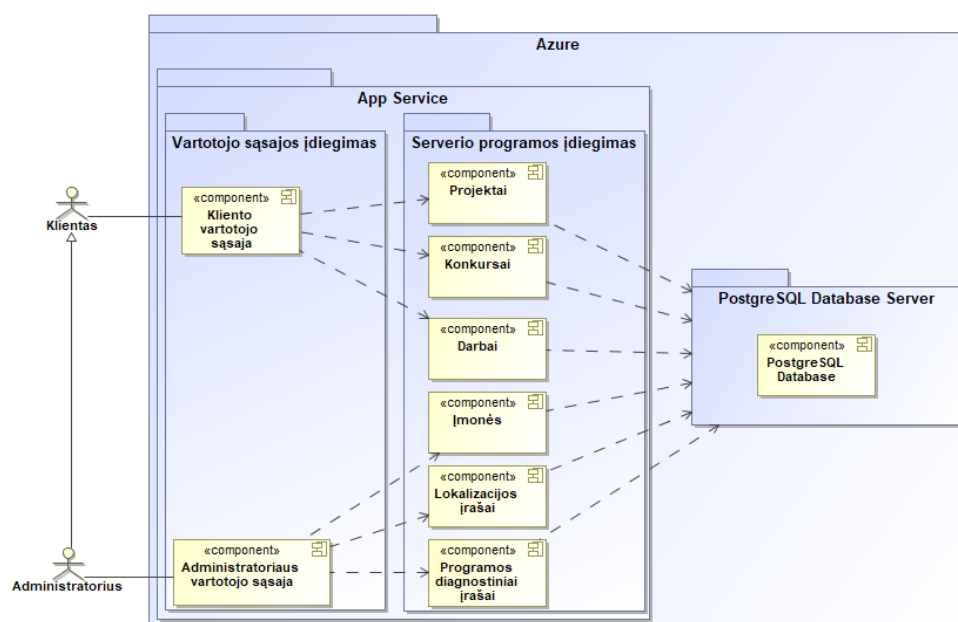 Azure
App Service
Vartotojo sąsajos įdiegimas
Serverio programos įdiegimas
«component»
Kliento
vartotojo
sąsaja
«component»
Projektai
«component»
Konkursai
«component»
Darbai
«component»
Įmonės
«component»
Lokalizacijos
įrašai
«component»
Programos
diagnostiniai
įrašai
«component»
Administratoriaus
vartotojo sąsaja
Klientas
Administratorius
PostgreSQL Database Server
«component»
PostgreSQL
Database